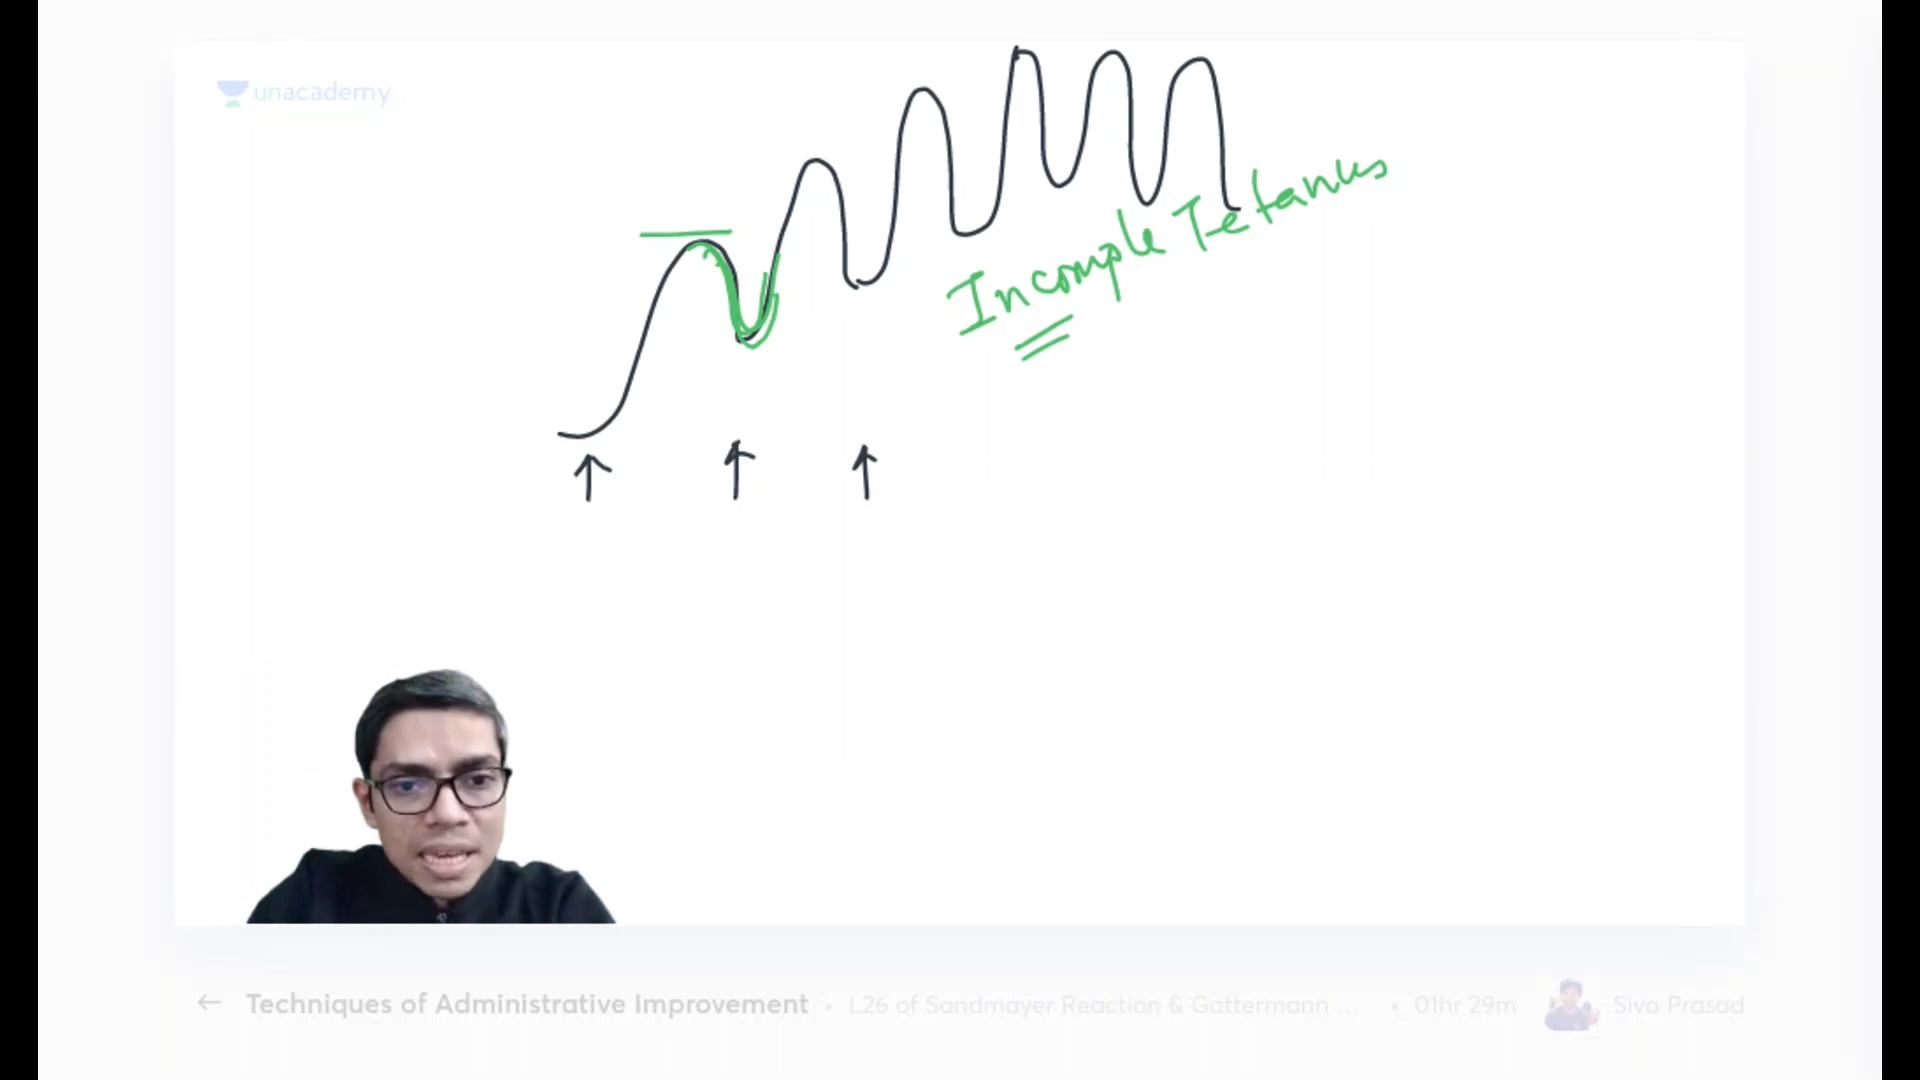 unacademy
Incomple Tetanus
Techniques of Administrative Improvement • L26 of Sandmayer Reaction & Gattermann ... • 01hr 29m Siva Prasad